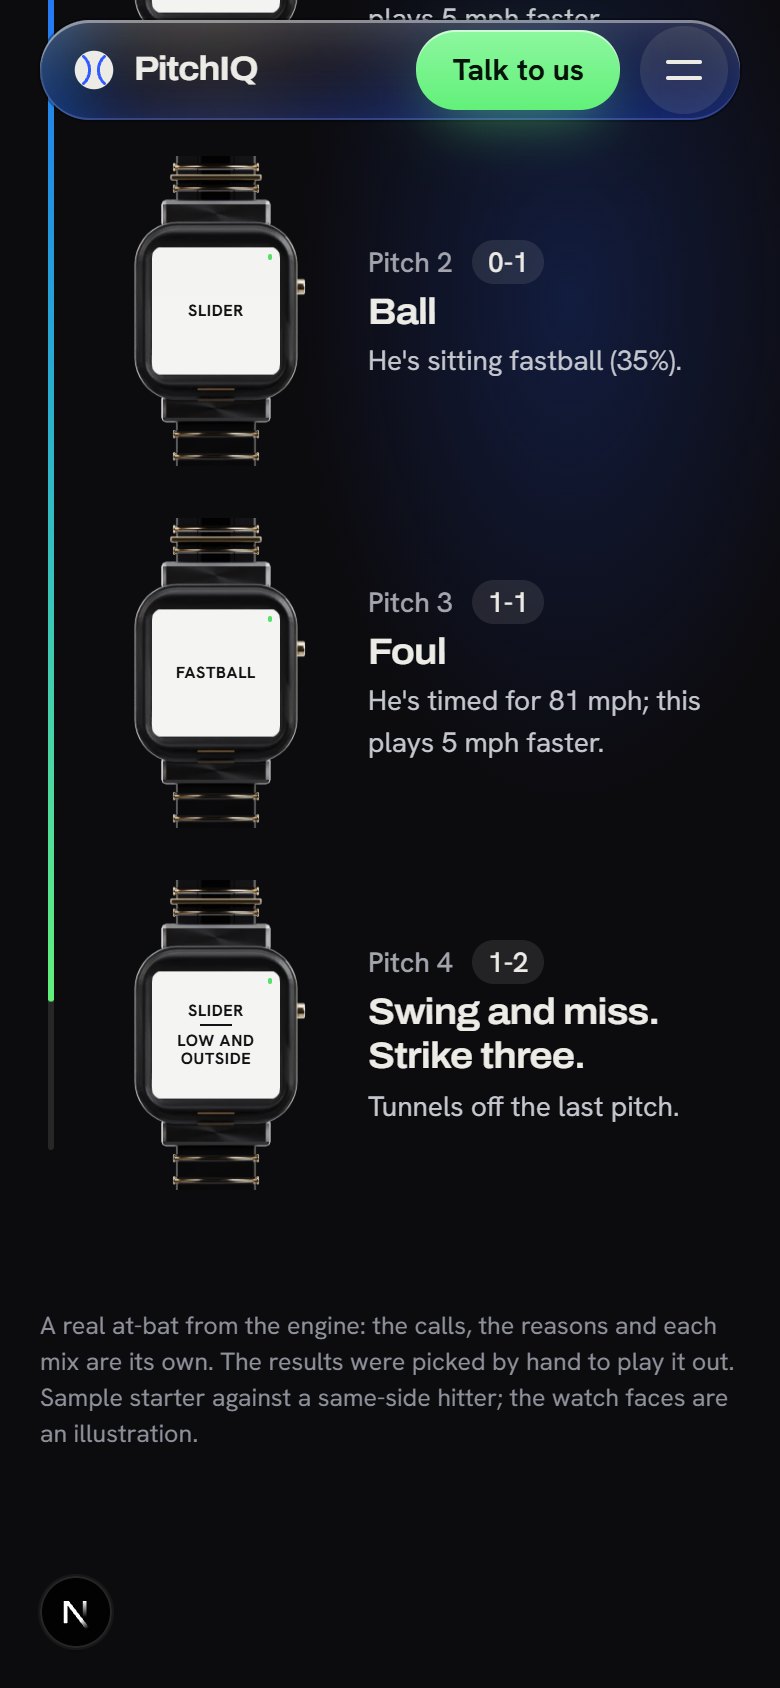 plays 5 mph faster.
PitchIQ
Talk to us
SLIDER
Pitch 2 0-1
Ball
He's sitting fastball (35%).
FASTBALL
Pitch 3 1-1
Foul
He's timed for 81 mph; this
plays 5 mph faster.
SLIDER
LOW AND
OUTSIDE
Pitch 4 1-2
Swing and miss.
Strike three.
Tunnels off the last pitch.
A real at-bat from the engine: the calls, the reasons and each
mix are its own. The results were picked by hand to play it out.
Sample starter against a same-side hitter; the watch faces are
an illustration.
N